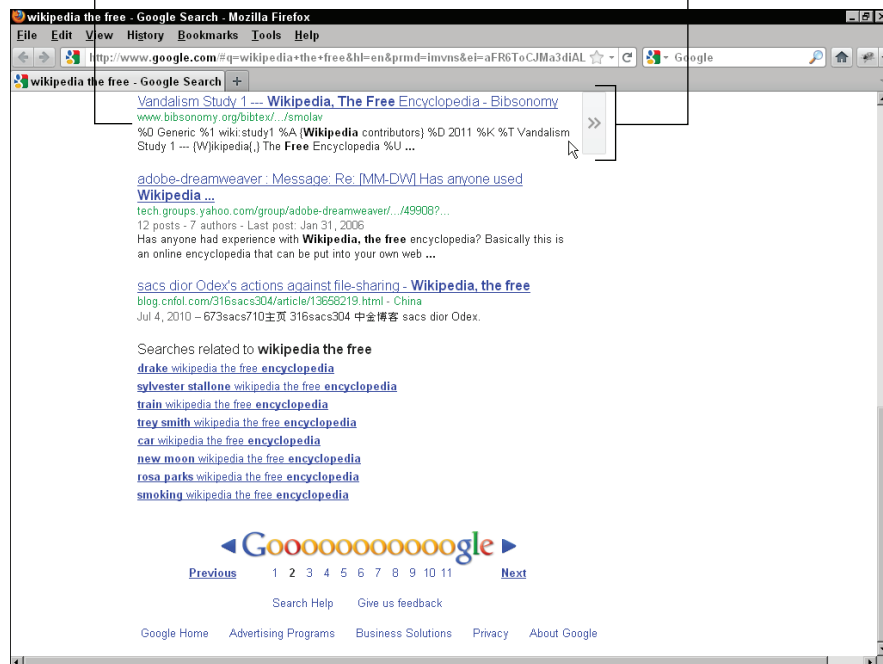 wikipedia the free - Google Search - Mozilla Firefox
File Edit View History Bookmarks Tools Help
http://www.google.com/#q=wikipedia+the+free&hl=en&prmd=imvns&ei=aFR6ToCJMa3diAL Google
wikipedia the free - Google Search +
Vandalism Study 1 --- Wikipedia, The Free Encyclopedia - Bibsonomy
www.bibsonomy.org/bibtex/.../smolav
%0 Generic %1 wiki:study1 %A {Wikipedia contributors} %D 2011 %K %T Vandalism
Study 1 --- {W}ikipedia{,} The Free Encyclopedia %U ...
»
adobe-dreamweaver : Message: Re: [MM-DW] Has anyone used
Wikipedia ...
tech.groups.yahoo.com/group/adobe-dreamweaver/.../49908?...
12 posts - 7 authors - Last post: Jan 31, 2006
Has anyone had experience with Wikipedia, the free encyclopedia? Basically this is
an online encyclopedia that can be put into your own web ...
sacs dior Odex's actions against file-sharing - Wikipedia, the free
blog.cnfol.com/316sacs304/article/13658219.html - China
Jul 4, 2010 – 673sacs710主页 316sacs304 中金博客 sacs dior Odex.
Searches related to wikipedia the free
drake wikipedia the free encyclopedia
sylvester stallone wikipedia the free encyclopedia
train wikipedia the free encyclopedia
trey smith wikipedia the free encyclopedia
car wikipedia the free encyclopedia
new moon wikipedia the free encyclopedia
rosa parks wikipedia the free encyclopedia
smoking wikipedia the free encyclopedia
Goooooooooooogle
Previous 1 2 3 4 5 6 7 8 9 10 11 Next
Search Help Give us feedback
Google Home Advertising Programs Business Solutions Privacy About Google